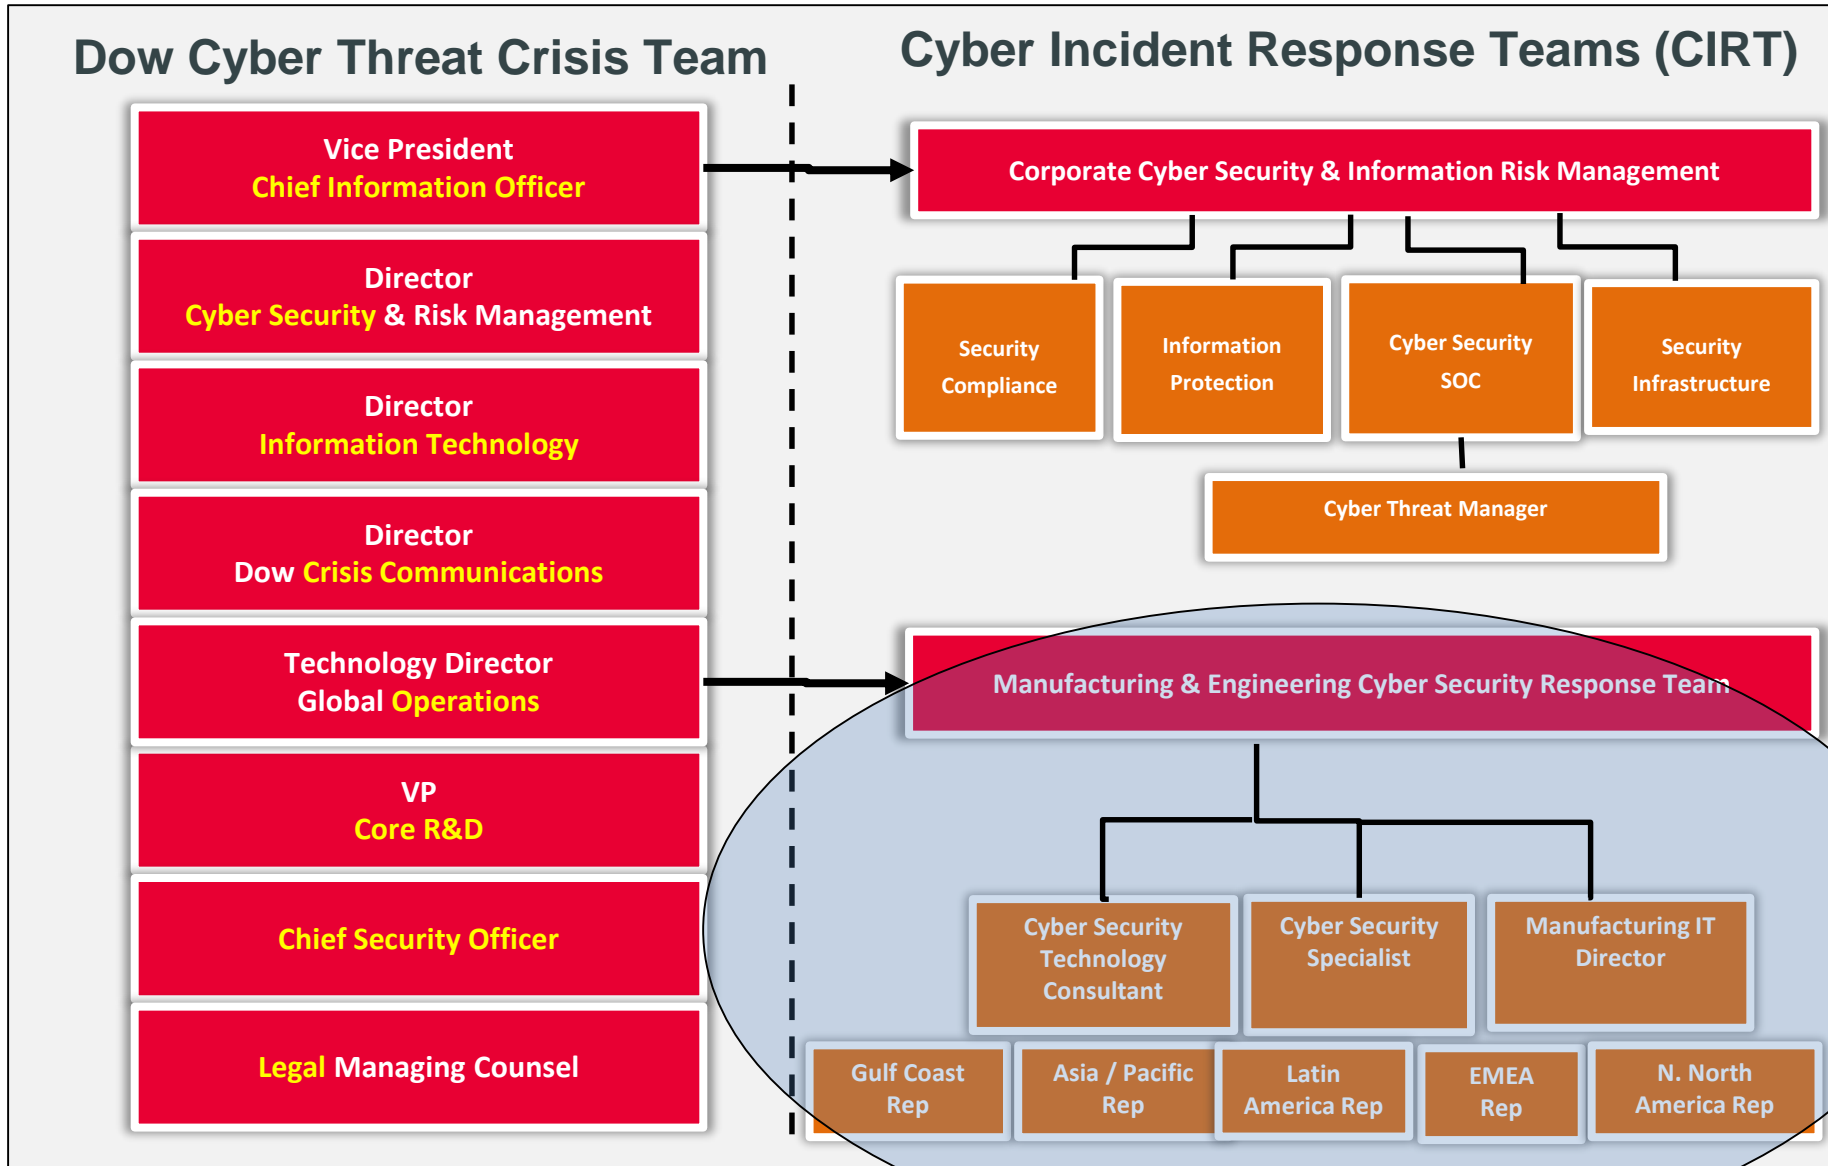 Dow Cyber Threat Crisis Team
Vice President
Chief Information Officer
Director
Cyber Security & Risk Management
Director
Information Technology
Director
Dow Crisis Communications
Technology Director
Global Operations
VP
Core R&D
Chief Security Officer
Legal Managing Counsel
Cyber Incident Response Teams (CIRT)
Corporate Cyber Security & Information Risk Management
Security
Compliance
Information
Protection
Cyber Security
SOC
Security
Infrastructure
Cyber Threat Manager
Manufacturing & Engineering Cyber Security Response Team
Cyber Security
Technology
Consultant
Cyber Security
Specialist
Manufacturing IT
Director
Gulf Coast
Rep
Asia / Pacific
Rep
Latin
America Rep
EMEA
Rep
N. North
America Rep